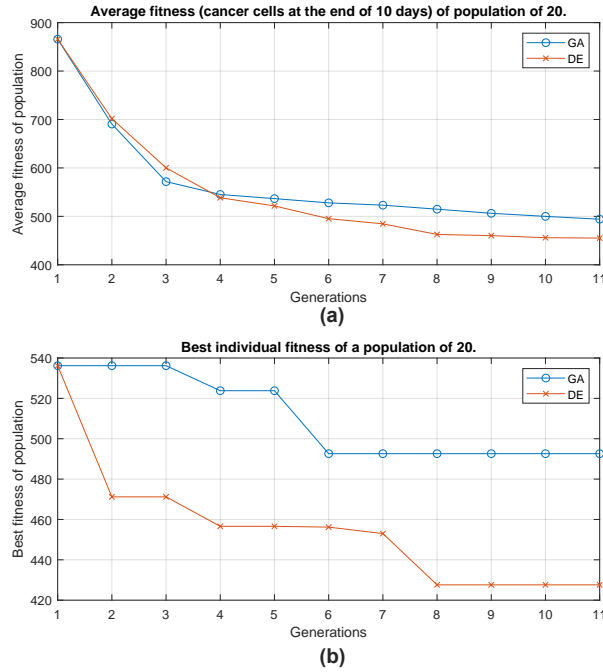 Average fitness (cancer cells at the end of 10 days) of population of 20.
900
800
700
600
500
400
Average fitness of population
GA
DE
1 2 3 4 5 6 7 8 9 10 11
Generations
(a)
Best individual fitness of a population of 20.
540
520
500
480
460
440
420
Best fitness of population
GA
DE
1 2 3 4 5 6 7 8 9 10 11
Generations
(b)